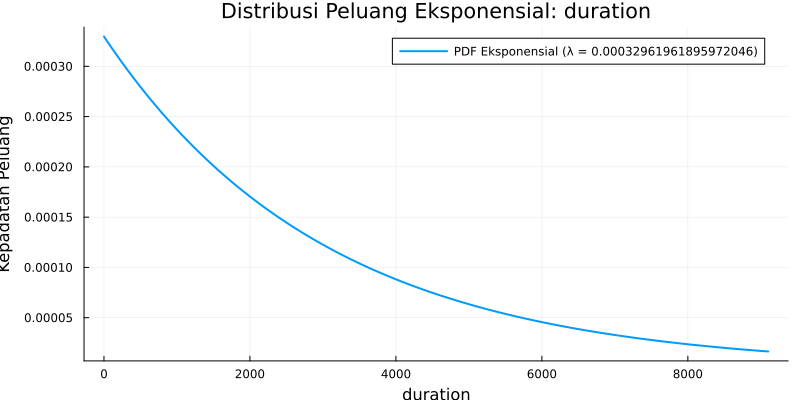 Distribusi Peluang Eksponensial: duration
PDF Eksponensial (λ = 0.00032961961895972046)
Kepadatan Peluang
0.00030
0.00025
0.00020
0.00015
0.00010
0.00005
0 2000 4000 6000 8000
duration